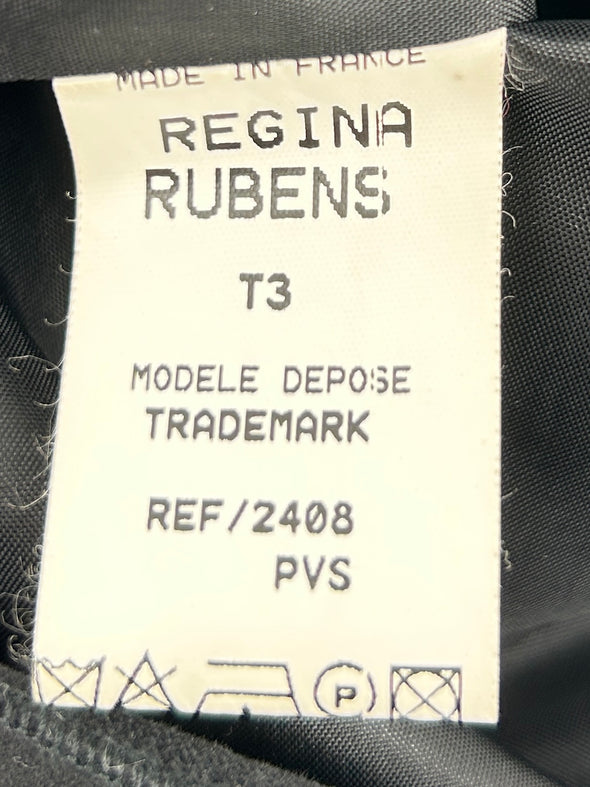 MADE IN FRANCE
REGINA
RUBENS
T3
MODELE DEPOSE
TRADEMARK
REF/2408
PVS
P